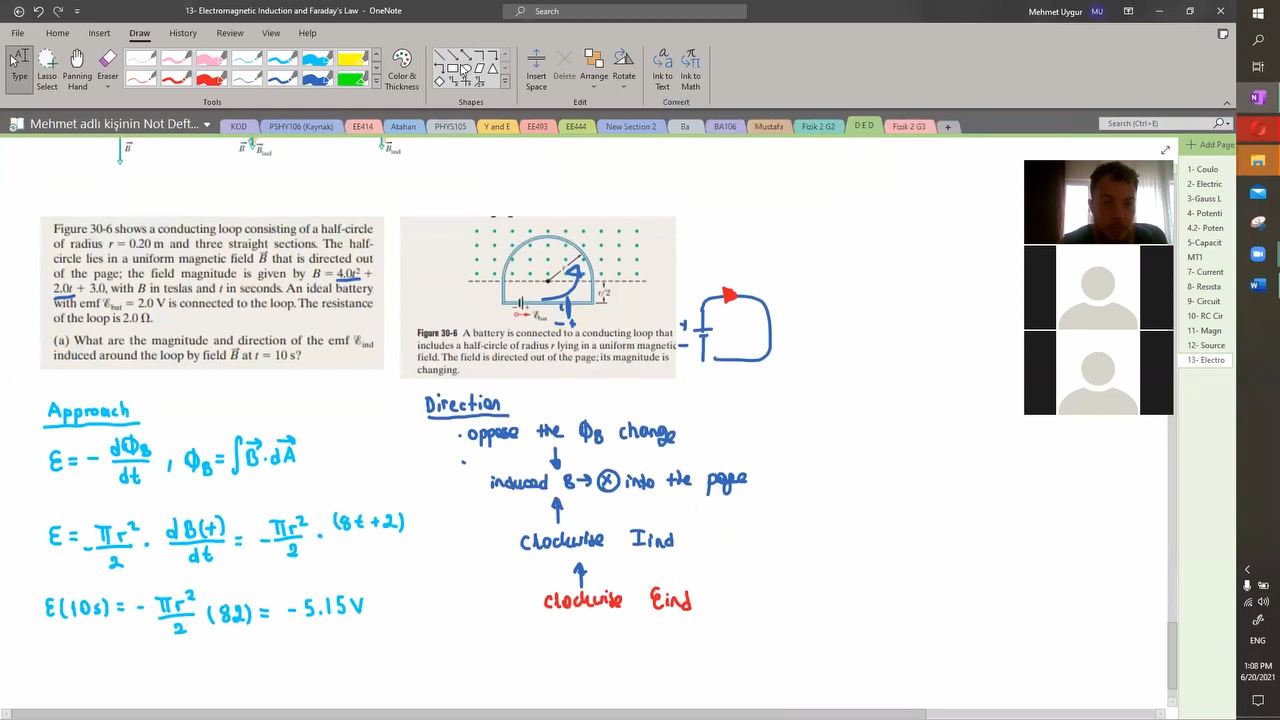 13- Electromagnetic Induction and Faraday's Law - OneNote
Search
Mehmet Uygur MU
File Home Insert Draw History Review View Help
Type
Lasso Select
Panning Hand
Eraser
Color & Thickness
Insert Space
Delete
Arrange
Rotate
Ink to Text
Ink to Math
Tools Shapes Edit Convert
Mehmet adlı kişinin Not Deft...
KOD PSHY106 (Kaynak) EE414 Atahan PHYS105 Y and E EE493 EE444 New Section 2 Ba BA106 Mustafa Fizik 2 G2 D E D Fizik 2 G3 +
Search (Ctrl+E)
Add Page
1- Coulo
2- Electric
3-Gauss L
4- Potenti
4.2- Poten
5-Capacit
MT1
7- Current
8- Resista
9- Circuit
10- RC Cir
11- Magn
12- Source
13- Electro
B B Bind Bind
Figure 30-6 shows a conducting loop consisting of a half-circle
of radius r = 0.20 m and three straight sections. The half-
circle lies in a uniform magnetic field B⃗ that is directed out
of the page; the field magnitude is given by B = 4.0t² +
2.0t + 3.0, with B in teslas and t in seconds. An ideal battery
with emf ℰbat = 2.0 V is connected to the loop. The resistance
of the loop is 2.0 Ω.
(a) What are the magnitude and direction of the emf ℰind
induced around the loop by field B⃗ at t = 10 s?
r/2
- +
ℰbat
- +
Figure 30-6 A battery is connected to a conducting loop that
includes a half-circle of radius r lying in a uniform magnetic
field. The field is directed out of the page; its magnitude is
changing.
+
-
Approach
ε = - dΦB/dt , ΦB = ∫B⃗·dA⃗
ε = -πr²/2 · dB(t)/dt = -πr²/2 · (8t+2)
ε(10s) = - πr²/2 (82) = -5.15V
Direction
· oppose the ΦB change
·
induced B → ⊗ into the page
clockwise Iind
clockwise εind
ENG
1:08 PM
6/20/2021